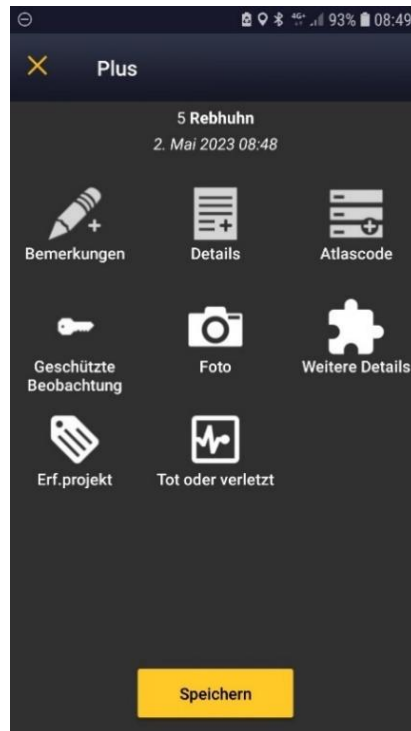 4G+ 93% 08:49
Plus
5 Rebhuhn
2. Mai 2023 08:48
Bemerkungen
Details
Atlascode
Geschützte
Beobachtung
Foto
Weitere Details
Erf.projekt
Tot oder verletzt
Speichern